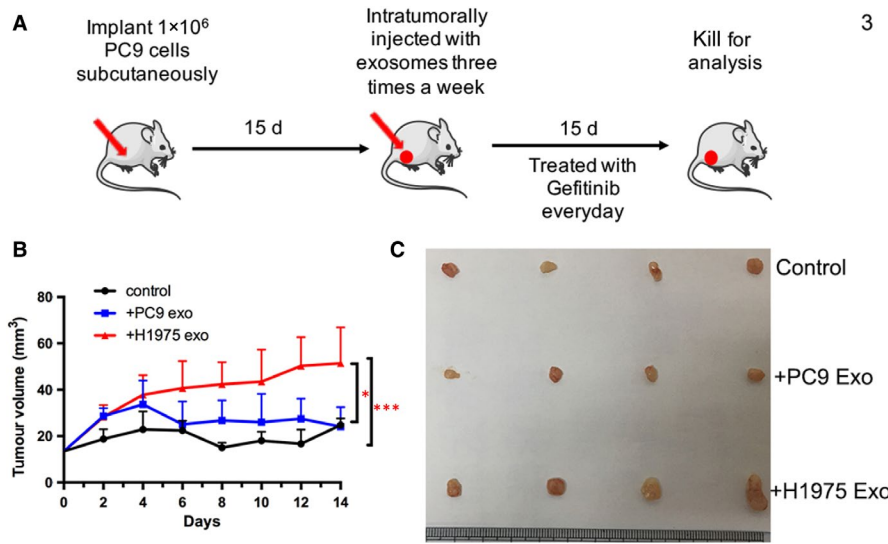 A
3
Implant 1×10⁶
PC9 cells
subcutaneously
15 d
Intratumorally
injected with
exosomes three
times a week
15 d
Treated with
Gefitinib
everyday
Kill for
analysis
B
Tumour volume (mm³)
80
60
40
20
0
control
+PC9 exo
+H1975 exo
*
***
0 2 4 6 8 10 12 14
Days
C
Control
+PC9 Exo
+H1975 Exo